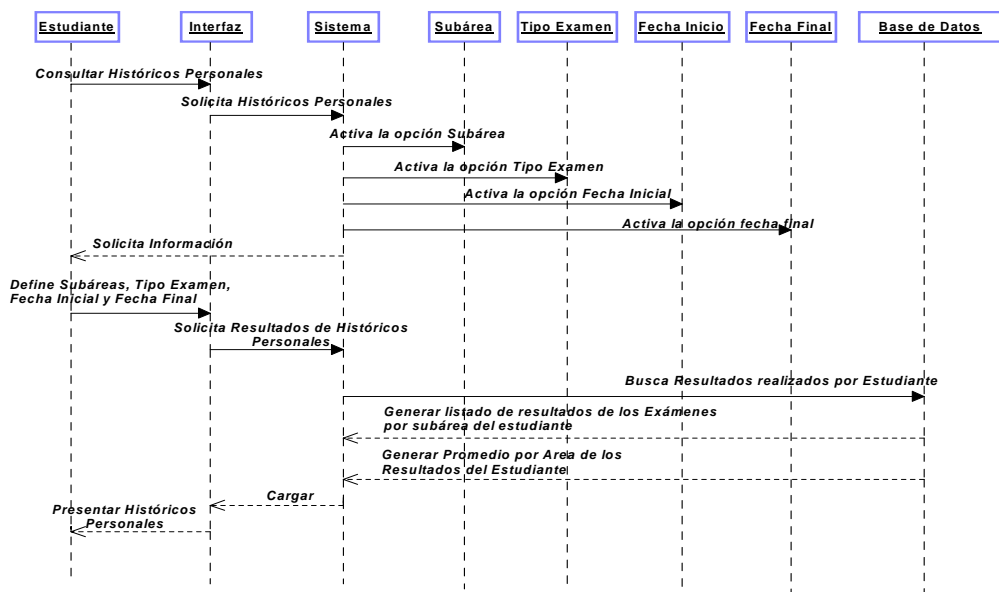 Estudiante
Interfaz
Sistema
Subárea
Tipo Examen
Fecha Inicio
Fecha Final
Base de Datos
Consultar Históricos Personales
Solicita Históricos Personales
Activa la opción Subárea
Activa la opción Tipo Examen
Activa la opción Fecha Inicial
Activa la opción fecha final
Solicita Información
Define Subáreas, Tipo Examen,
Fecha Inicial y Fecha Final
Solicita Resultados de Históricos
Personales
Busca Resultados realizados por Estudiante
Generar listado de resultados de los Exámenes
por subárea del estudiante
Generar Promedio por Area de los
Resultados del Estudiante
Cargar
Presentar Históricos
Personales